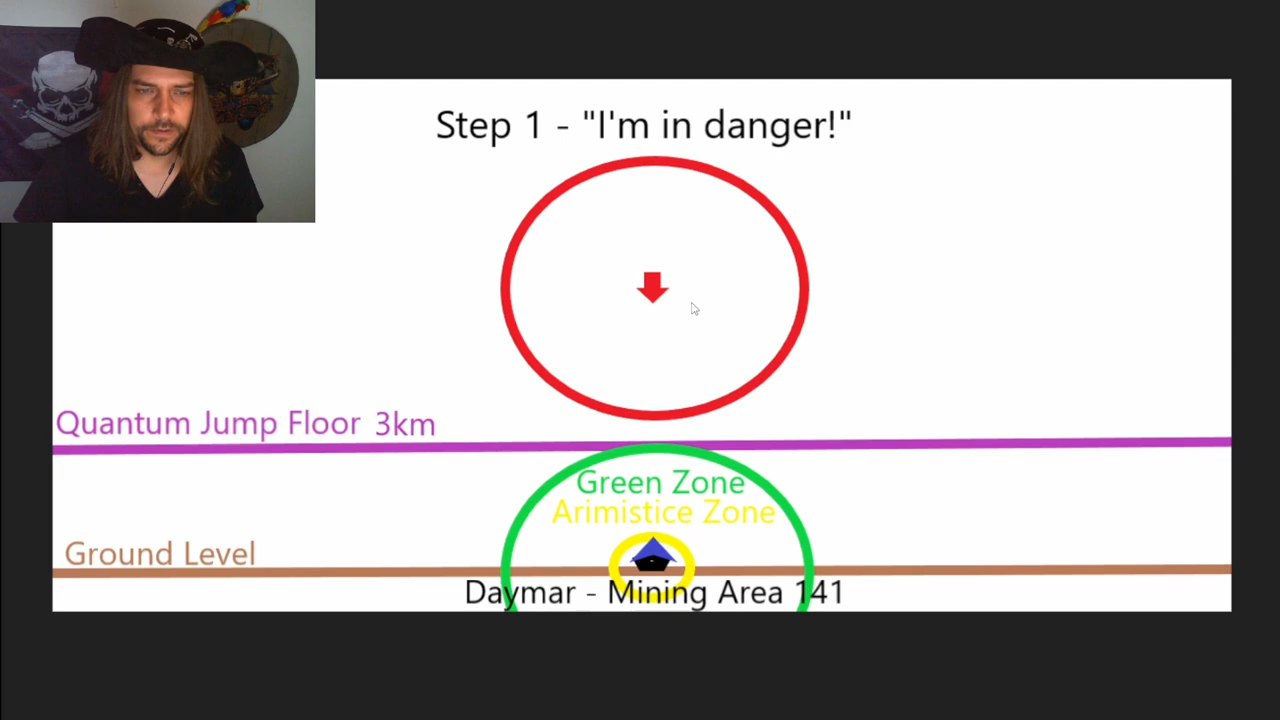 Step 1 - "I'm in danger!"
Quantum Jump Floor 3km
Green Zone
Arimistice Zone
Ground Level
Daymar - Mining Area 141